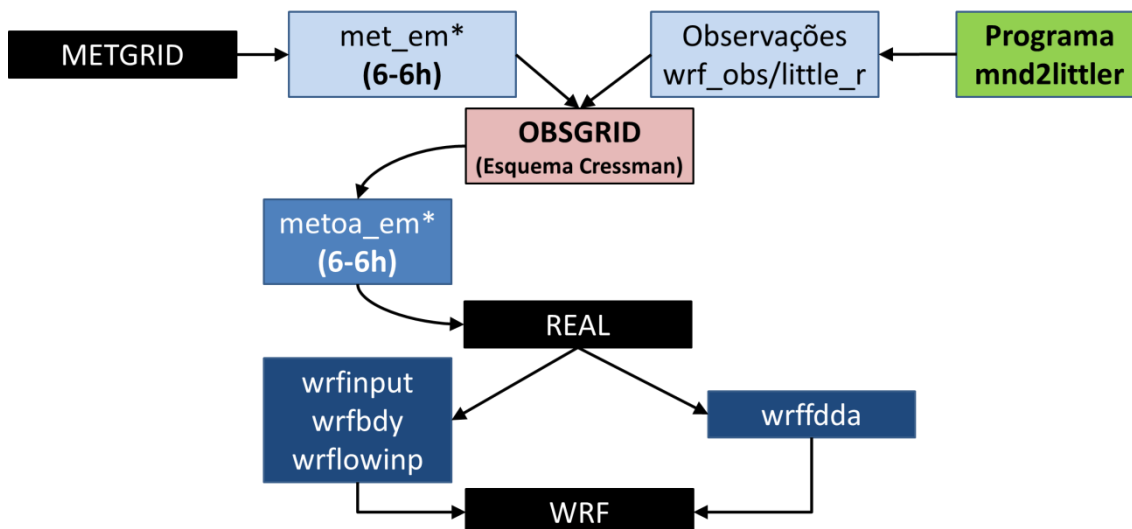 METGRID
met_em*
(6-6h)
Observações
wrf_obs/little_r
Programa
mnd2littler
OBSGRID
(Esquema Cressman)
metoa_em*
(6-6h)
REAL
wrfinput
wrfbdy
wrflowinp
wrffdda
WRF